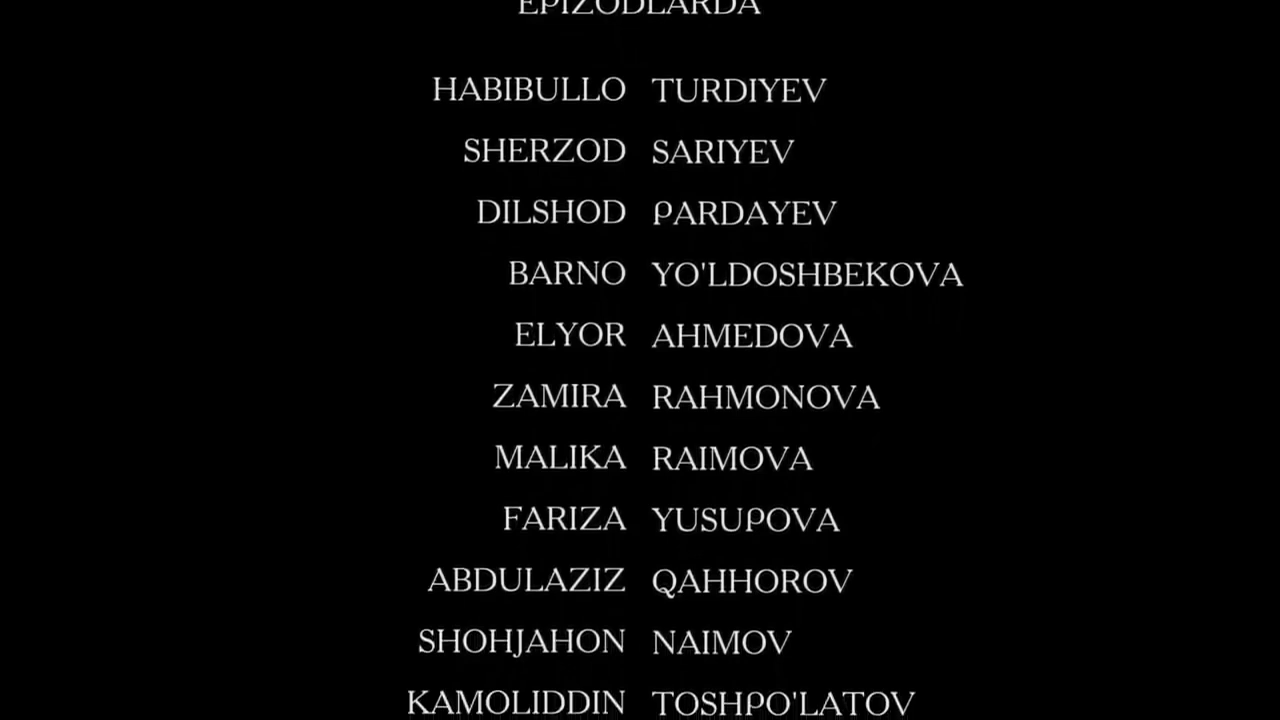 EPIZODLARDA
HABIBULLO TURDIYEV
SHERZOD SARIYEV
DILSHOD PARDAYEV
BARNO YO'LDOSHBEKOVA
ELYOR AHMEDOVA
ZAMIRA RAHMONOVA
MALIKA RAIMOVA
FARIZA YUSUPOVA
ABDULAZIZ QAHHOROV
SHOHJAHON NAIMOV
KAMOLIDDIN TOSHPO'LATOV